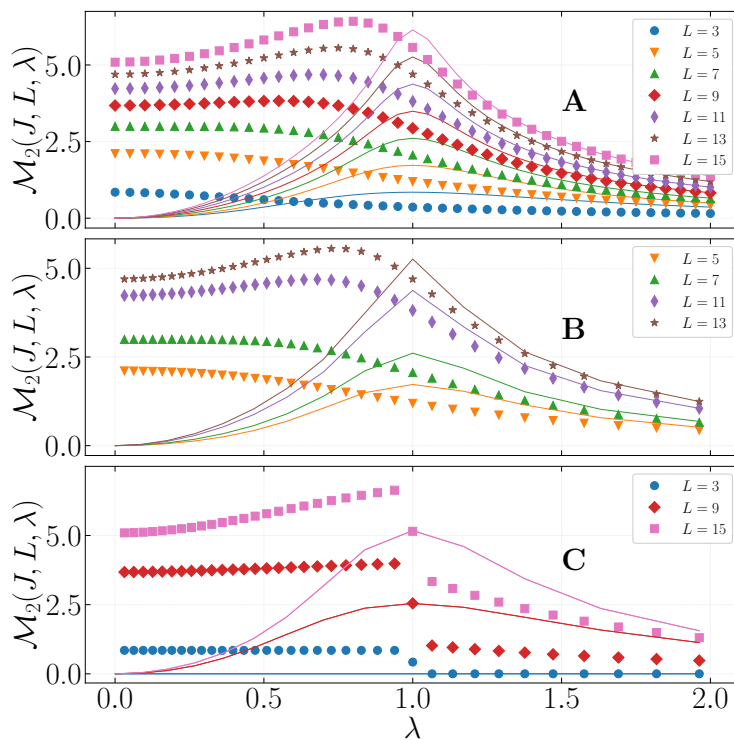 5.0
2.5
0.0
M₂(J, L, λ)
A
L = 3
L = 5
L = 7
L = 9
L = 11
L = 13
L = 15
5.0
2.5
0.0
M₂(J, L, λ)
B
L = 5
L = 7
L = 11
L = 13
5.0
2.5
0.0
M₂(J, L, λ)
C
L = 3
L = 9
L = 15
0.0 0.5 1.0 1.5 2.0
λ